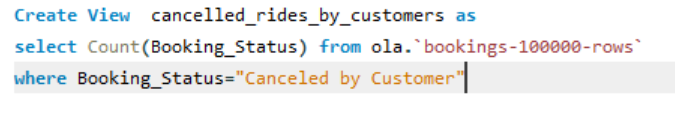 Create View  cancelled_rides_by_customers as
select Count(Booking_Status) from ola.`bookings-100000-rows`
where Booking_Status="Canceled by Customer"